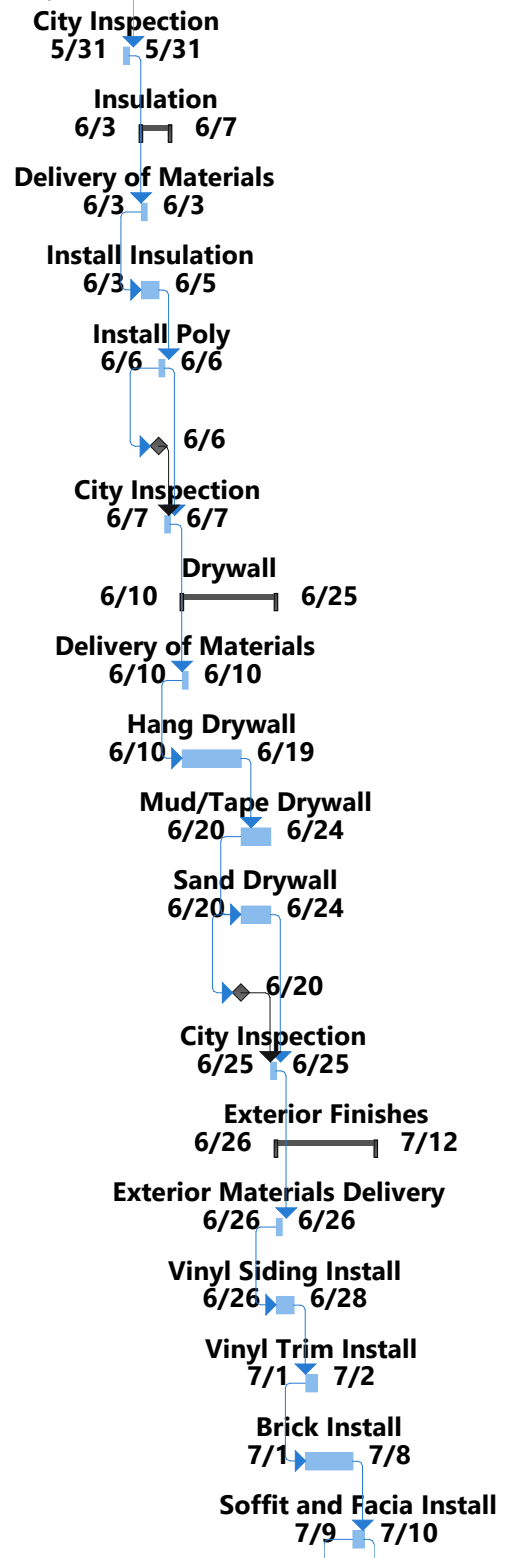 City Inspection
5/31 5/31
Insulation
6/3 6/7
Delivery of Materials
6/3 6/3
Install Insulation
6/3 6/5
Install Poly
6/6 6/6
6/6
City Inspection
6/7 6/7
Drywall
6/10 6/25
Delivery of Materials
6/10 6/10
Hang Drywall
6/10 6/19
Mud/Tape Drywall
6/20 6/24
Sand Drywall
6/20 6/24
6/20
City Inspection
6/25 6/25
Exterior Finishes
6/26 7/12
Exterior Materials Delivery
6/26 6/26
Vinyl Siding Install
6/26 6/28
Vinyl Trim Install
7/1 7/2
Brick Install
7/1 7/8
Soffit and Facia Install
7/9 7/10